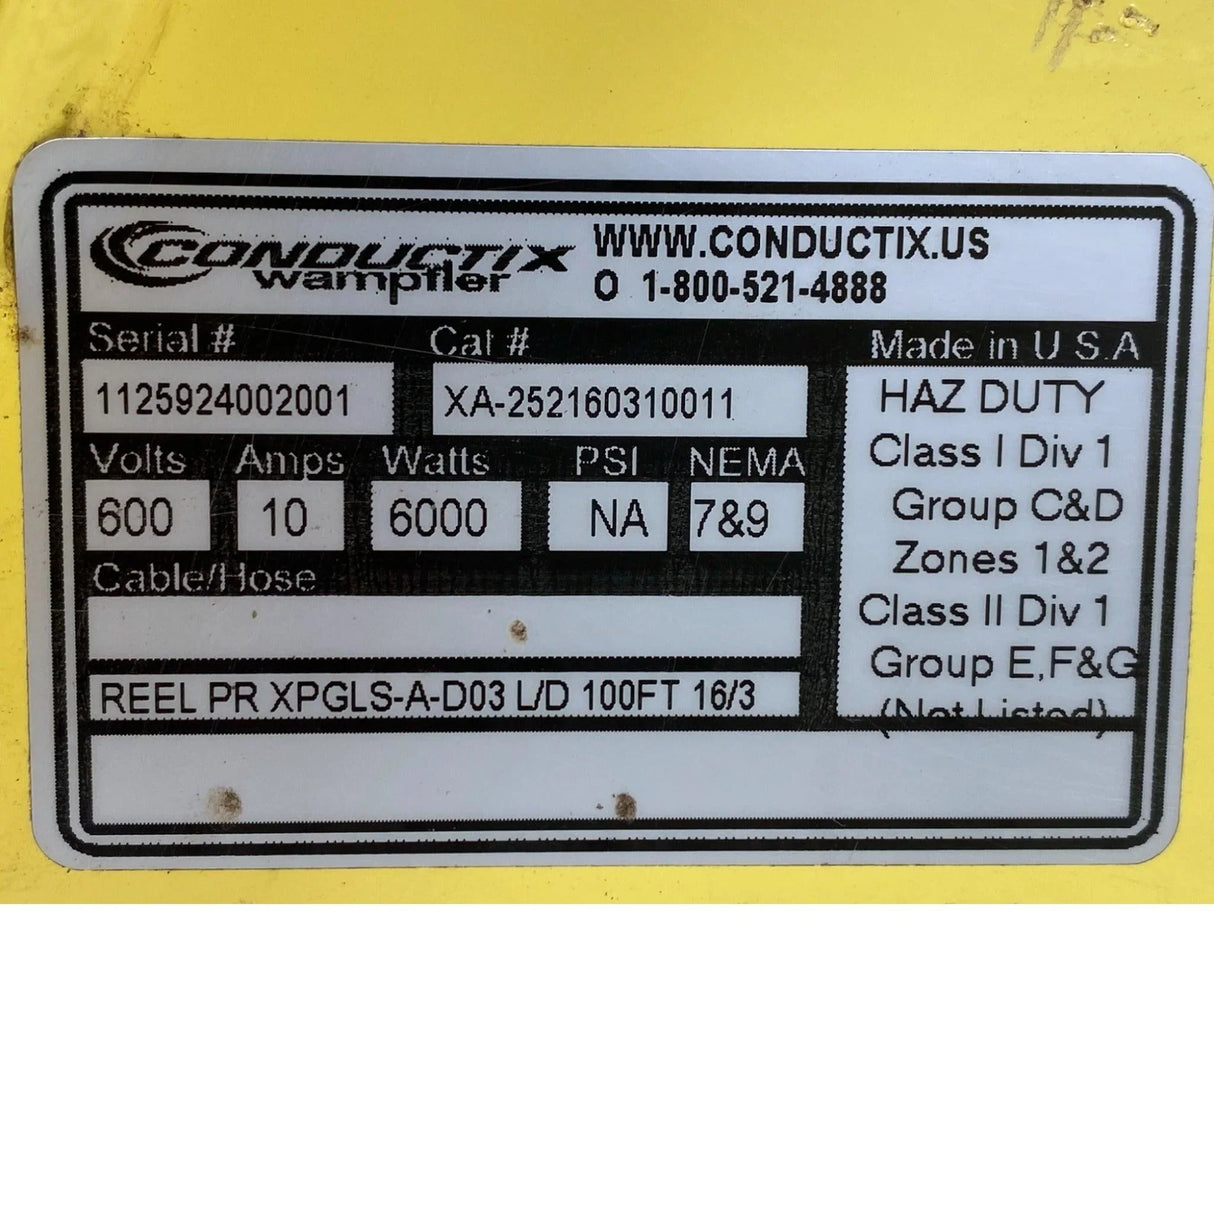 CONDUCTIX
wampfler
WWW.CONDUCTIX.US
O 1-800-521-4888
Serial #
Cat #
Made in U S.A
1125924002001
XA-252160310011
HAZ DUTY
Class I Div 1
Group C&D
Zones 1&2
Class II Div 1
Group E,F&G
(Not Listed)
Volts
Amps
Watts
PSI
NEMA
600
10
6000
NA
7&9
Cable/Hose
REEL PR XPGLS-A-D03 L/D 100FT 16/3